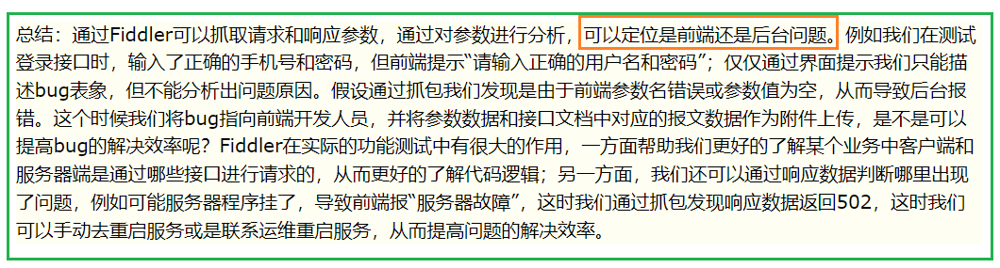 总结：通过Fiddler可以抓取请求和响应参数，通过对参数进行分析，可以定位是前端还是后台问题。例如我们在测试
登录接口时，输入了正确的手机号和密码，但前端提示“请输入正确的用户名和密码”；仅仅通过界面提示我们只能描
述bug表象，但不能分析出问题原因。假设通过抓包我们发现是由于前端参数名错误或参数值为空，从而导致后台报
错。这个时候我们将bug指向前端开发人员，并将参数数据和接口文档中对应的报文数据作为附件上传，是不是可以
提高bug的解决效率呢？Fiddler在实际的功能测试中有很大的作用，一方面帮助我们更好的了解某个业务中客户端和
服务器端是通过哪些接口进行请求的，从而更好的了解代码逻辑；另一方面，我们还可以通过响应数据判断哪里出现
了问题，例如可能服务器程序挂了，导致前端报“服务器故障”，这时我们通过抓包发现响应数据返回502，这时我们
可以手动去重启服务或是联系运维重启服务，从而提高问题的解决效率。